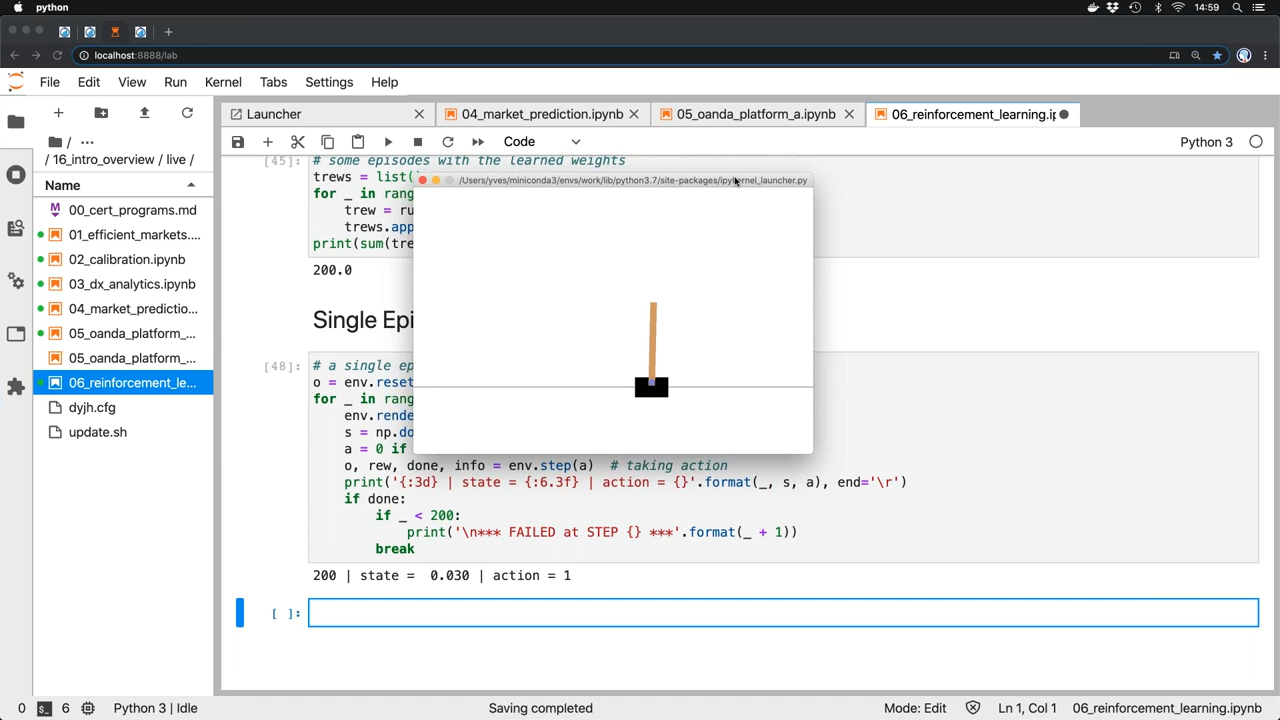 python
14:59
localhost:8888/lab
File Edit View Run Kernel Tabs Settings Help
Launcher
04_market_prediction.ipynb
05_oanda_platform_a.ipynb
06_reinforcement_learning.ip
Code
Python 3
/ ...
/ 16_intro_overview / live /
Name
00_cert_programs.md
01_efficient_markets....
02_calibration.ipynb
03_dx_analytics.ipynb
04_market_predictio...
05_oanda_platform_...
05_oanda_platform_...
06_reinforcement_le...
dyjh.cfg
update.sh
[45]:
# some episodes with the learned weights
trews = list(
for _ in rang
trew = ru
trews.app
print(sum(tre
200.0
/Users/yves/miniconda3/envs/work/lib/python3.7/site-packages/ipykernel_launcher.py
Single Epi
[48]:
# a single ep
o = env.reset
for _ in rang
env.rende
s = np.do
a = 0 if
o, rew, done, info = env.step(a)  # taking action
print('{:3d} | state = {:6.3f} | action = {}'.format(_, s, a), end='\r')
if done:
if _ < 200:
print('\n*** FAILED at STEP {} ***'.format(_ + 1))
break
200 | state =  0.030 | action = 1
[ ]:
0
6
Python 3 | Idle
Saving completed
Mode: Edit
Ln 1, Col 1
06_reinforcement_learning.ipynb